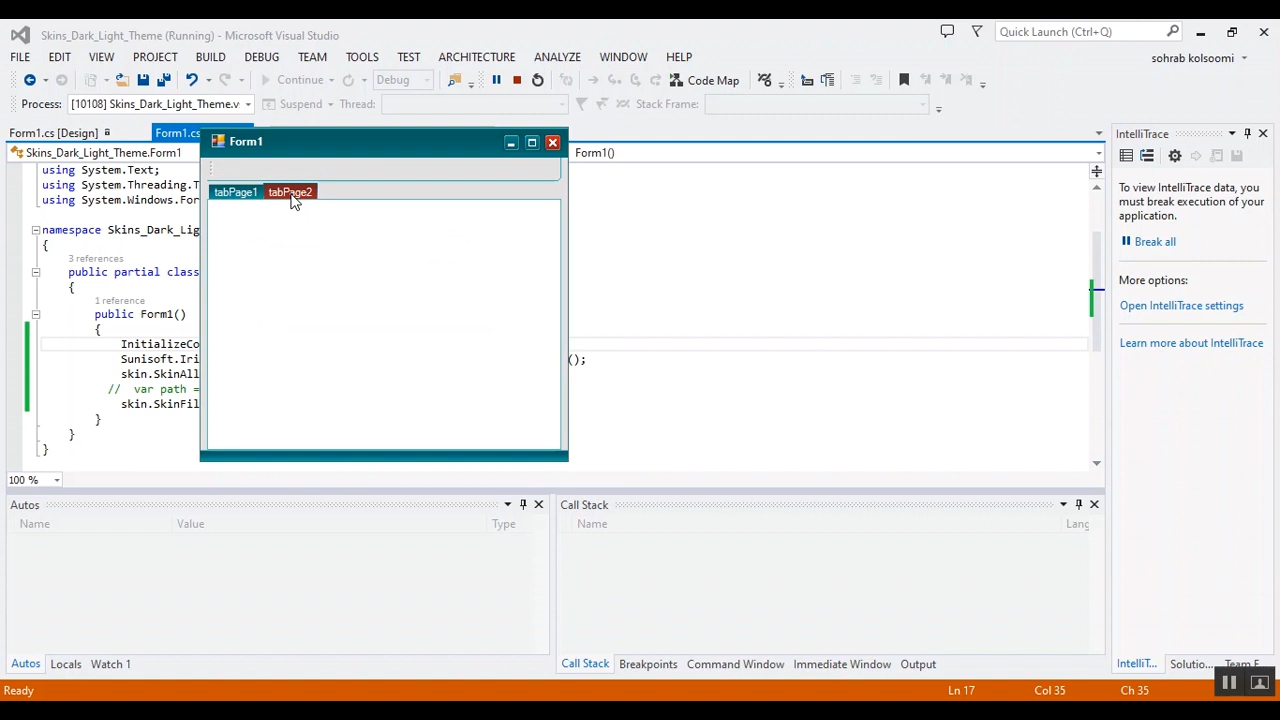 Skins_Dark_Light_Theme (Running) - Microsoft Visual Studio
Quick Launch (Ctrl+Q)
FILE EDIT VIEW PROJECT BUILD DEBUG TEAM TOOLS TEST ARCHITECTURE ANALYZE WINDOW HELP
sohrab kolsoomi
Continue Debug Code Map
Process: [10108] Skins_Dark_Light_Theme.v Suspend Thread: Stack Frame:
Form1.cs [Design] Form1.cs
Skins_Dark_Light_Theme.Form1 Form1()
Form1
tabPage1 tabPage2
using System.Text;
using System.Threading.T
using System.Windows.For
namespace Skins_Dark_Lig
{
3 references
public partial class
{
1 reference
public Form1()
{
InitializeCo
Sunisoft.Iri ();
skin.SkinAll
// var path =
skin.SkinFil
}
}
}
100 %
IntelliTrace
To view IntelliTrace data, you
must break execution of your
application.
Break all
More options:
Open IntelliTrace settings
Learn more about IntelliTrace
Autos
Name Value Type
Call Stack
Name Lang
Autos Locals Watch 1
Call Stack Breakpoints Command Window Immediate Window Output
IntelliT... Solutio... Team E
Ready Ln 17 Col 35 Ch 35